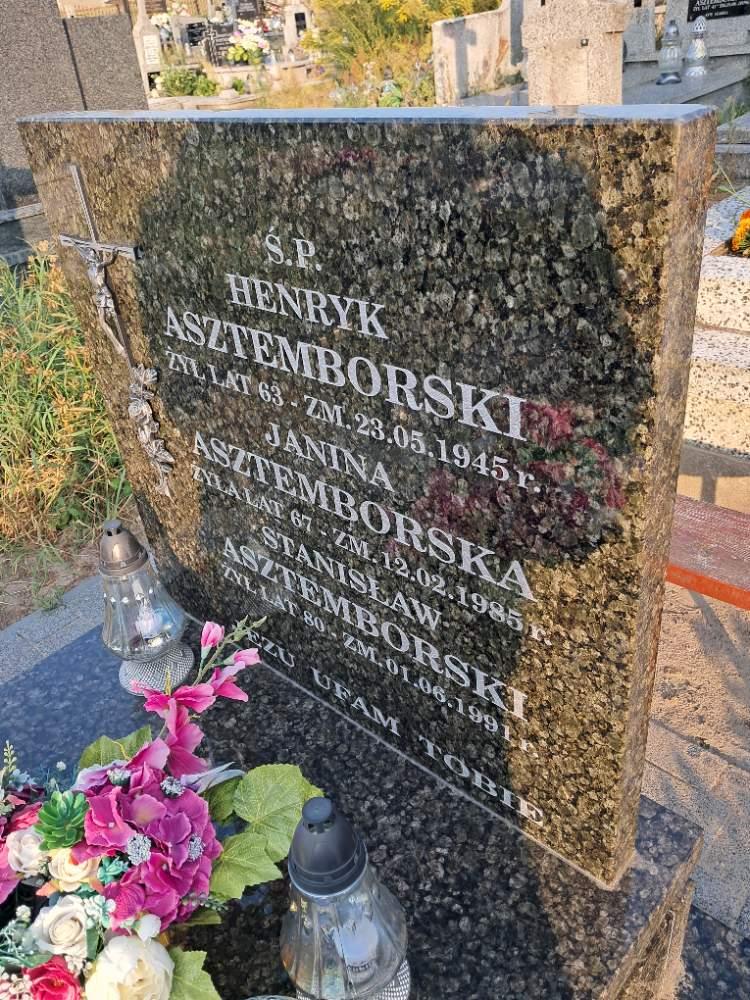 Ś.P.
HENRYK
ASZTEMBORSKI
ŻYŁ LAT 63 - ZM. 23.05.1945 r.
JANINA
ASZTEMBORSKA
ŻYŁA LAT 67 - ZM. 12.02.1985 r.
STANISŁAW
ASZTEMBORSKI
ŻYŁ LAT 80 - ZM. 01.06.1991 r.
EZU UFAM TOBIE